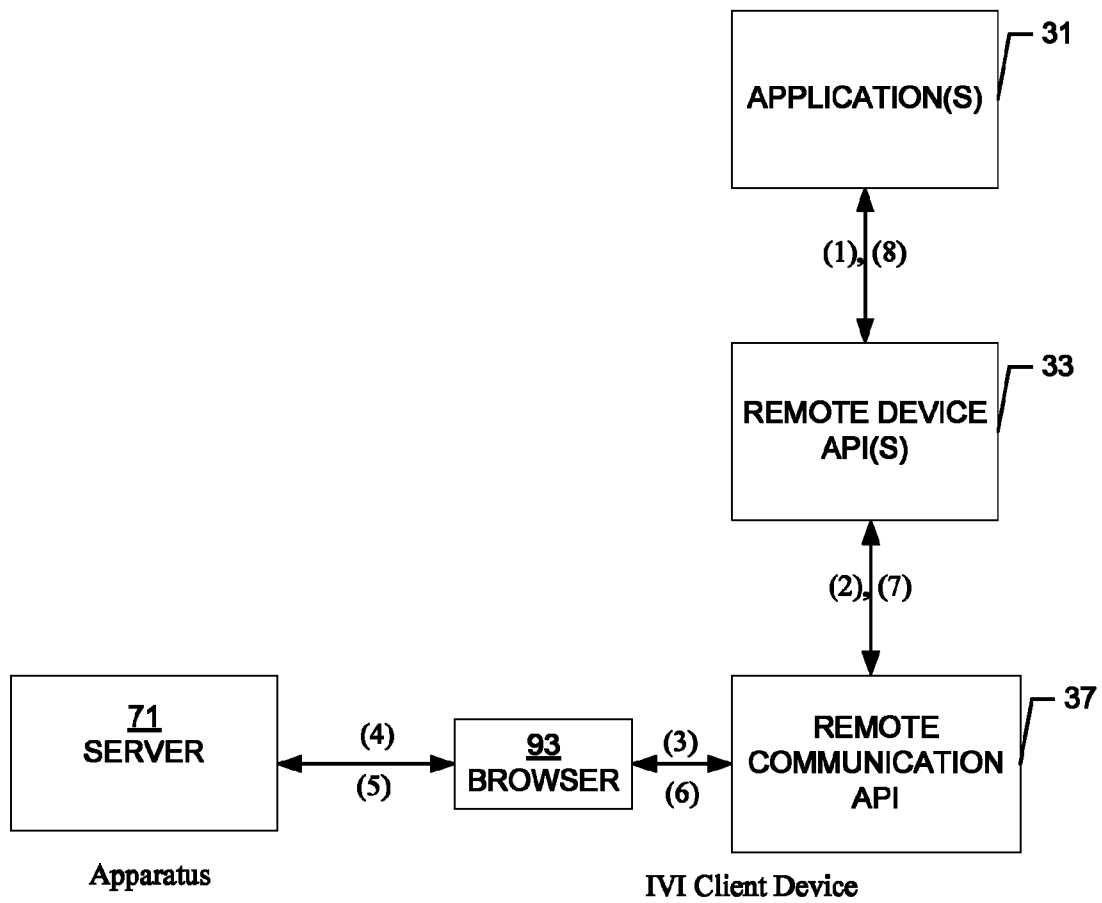 31
APPLICATION(S)
(1), (8)
33
REMOTE DEVICE
API(S)
(2), (7)
37
REMOTE
COMMUNICATION
API
71
SERVER
(4)
(5)
93
BROWSER
(3)
(6)
Apparatus
IVI Client Device